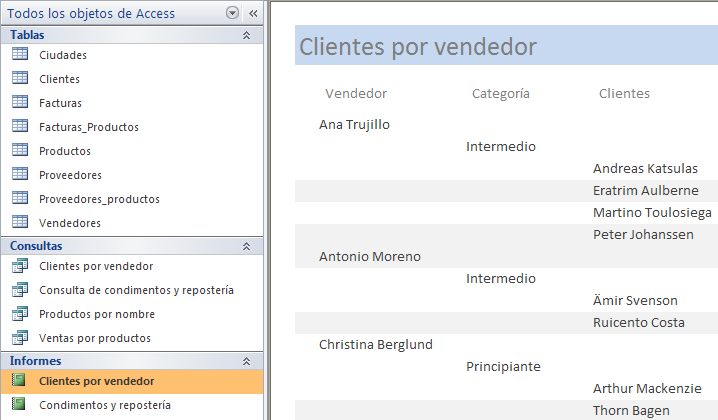 Todos los objetos de Access
Tablas
Ciudades
Clientes
Facturas
Facturas_Productos
Productos
Proveedores
Proveedores_productos
Vendedores
Consultas
Clientes por vendedor
Consulta de condimentos y repostería
Productos por nombre
Ventas por productos
Informes
Clientes por vendedor
Condimentos y repostería
Clientes por vendedor
Vendedor Categoría Clientes
Ana Trujillo
Intermedio
Andreas Katsulas
Eratrim Aulberne
Martino Toulosiega
Peter Johanssen
Antonio Moreno
Intermedio
Ämir Svenson
Ruicento Costa
Christina Berglund
Principiante
Arthur Mackenzie
Thorn Bagen